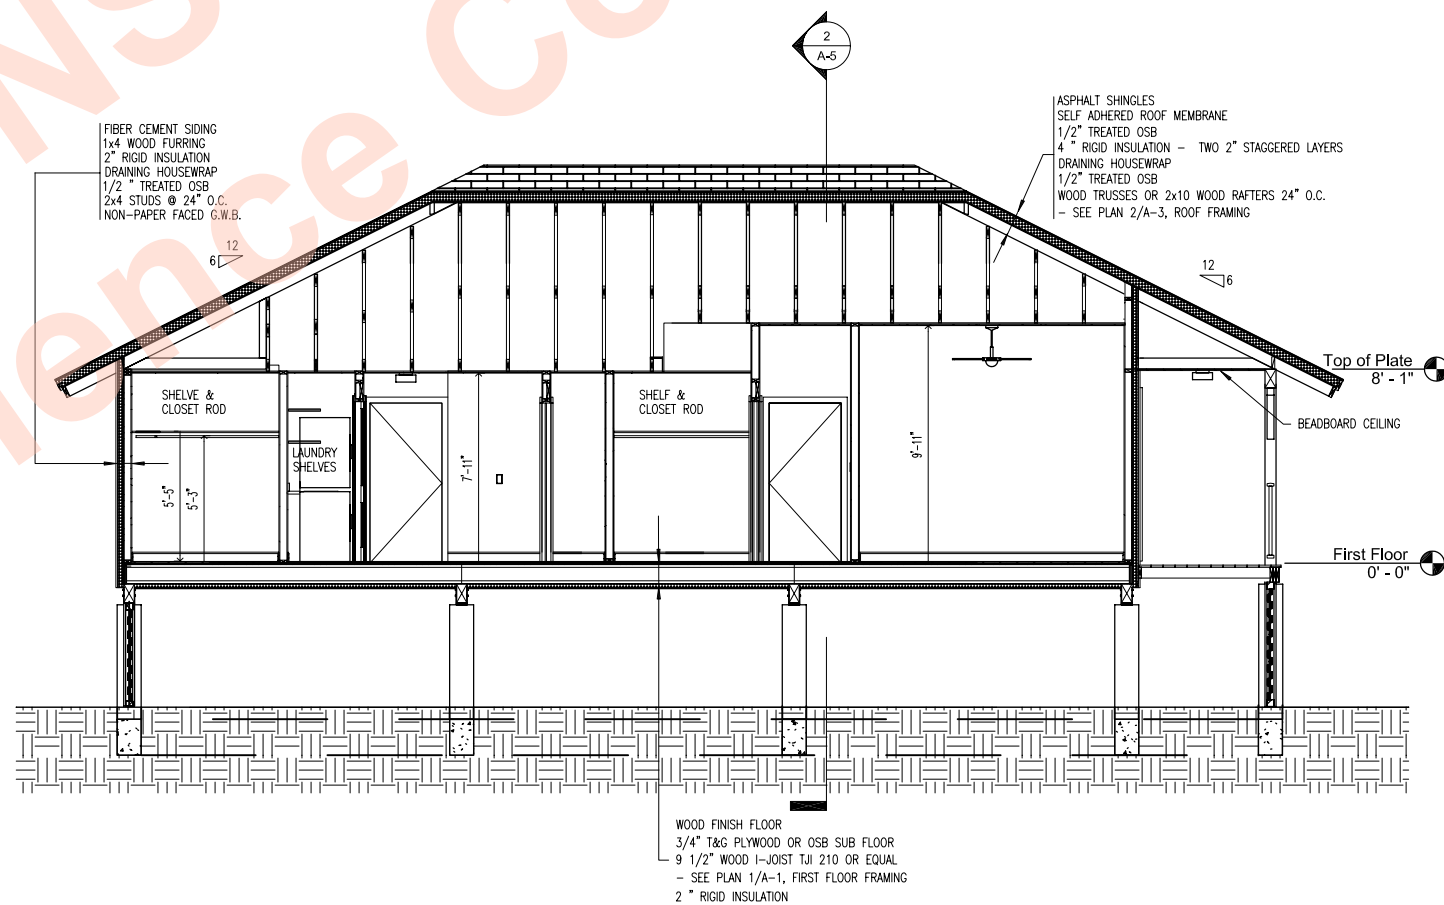 2
A-5
FIBER CEMENT SIDING
1x4 WOOD FURRING
2" RIGID INSULATION
DRAINING HOUSEWRAP
1/2 " TREATED OSB
2x4 STUDS @ 24" O.C.
NON-PAPER FACED G.W.B.
ASPHALT SHINGLES
SELF ADHERED ROOF MEMBRANE
1/2" TREATED OSB
4 " RIGID INSULATION - TWO 2" STAGGERED LAYERS
DRAINING HOUSEWRAP
1/2" TREATED OSB
WOOD TRUSSES OR 2x10 WOOD RAFTERS 24" O.C.
- SEE PLAN 2/A-3, ROOF FRAMING
12
6
12
6
Top of Plate
8' - 1"
BEADBOARD CEILING
SHELVE &
CLOSET ROD
SHELF &
CLOSET ROD
LAUNDRY
SHELVES
5'-5"
5'-3"
7'-11"
9'-11"
First Floor
0' - 0"
WOOD FINISH FLOOR
3/4" T&G PLYWOOD OR OSB SUB FLOOR
9 1/2" WOOD I-JOIST TJI 210 OR EQUAL
- SEE PLAN 1/A-1, FIRST FLOOR FRAMING
2 " RIGID INSULATION